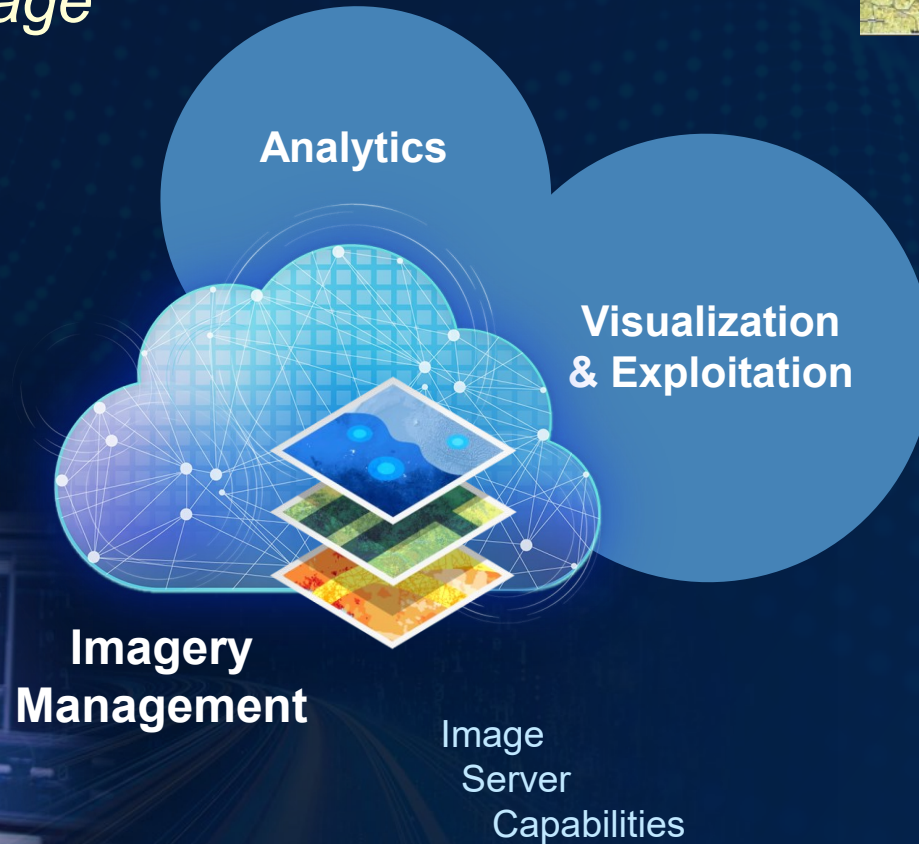 Analytics
Visualization
& Exploitation
Imagery
Management
Image
Server
Capabilities